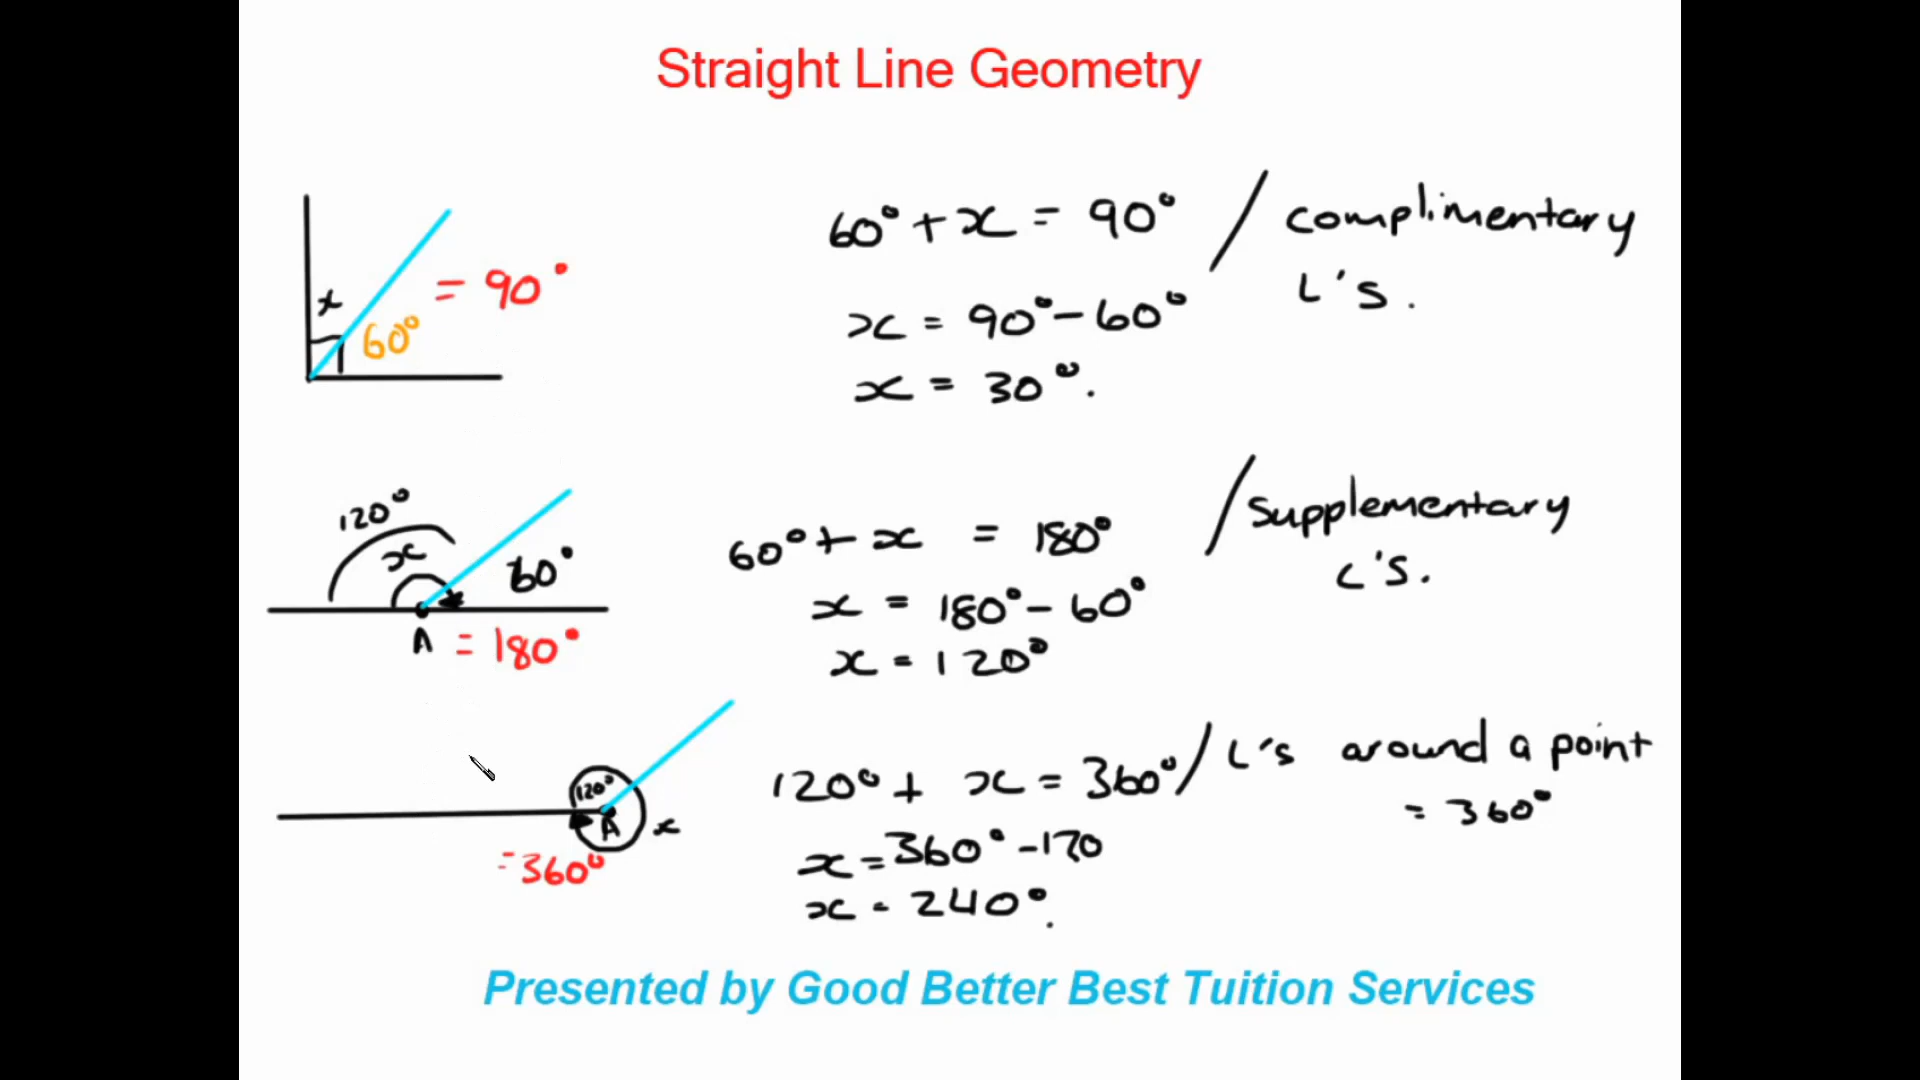 Straight Line Geometry
x
60°
= 90°
60° + x = 90° / complimentary
L's.
x = 90° - 60°
x = 30°.
120°
x
60°
A
= 180°
60° + x = 180° / supplementary
L's.
x = 180° - 60°
x = 120°
120°
A
x
= 360°
120° + x = 360° / L's around a point
= 360°
x = 360° - 120
x = 240°.
Presented by Good Better Best Tuition Services